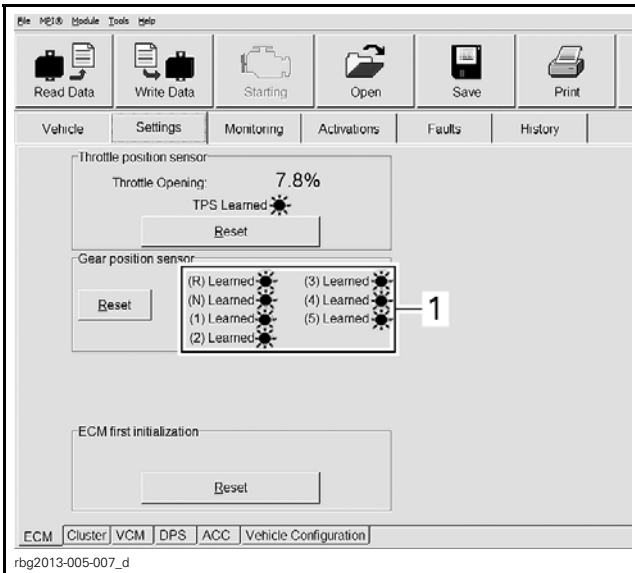 File MPI® Module Tools Help
Read Data Write Data Starting Open Save Print
Vehicle Settings Monitoring Activations Faults History
Throttle position sensor
Throttle Opening: 7.8%
TPS Learned
Reset
Gear position sensor
(R) Learned (3) Learned
Reset (N) Learned (4) Learned
(1) Learned (5) Learned
(2) Learned
1
ECM first initialization
Reset
ECM Cluster VCM DPS ACC Vehicle Configuration
rbg2013-005-007_d